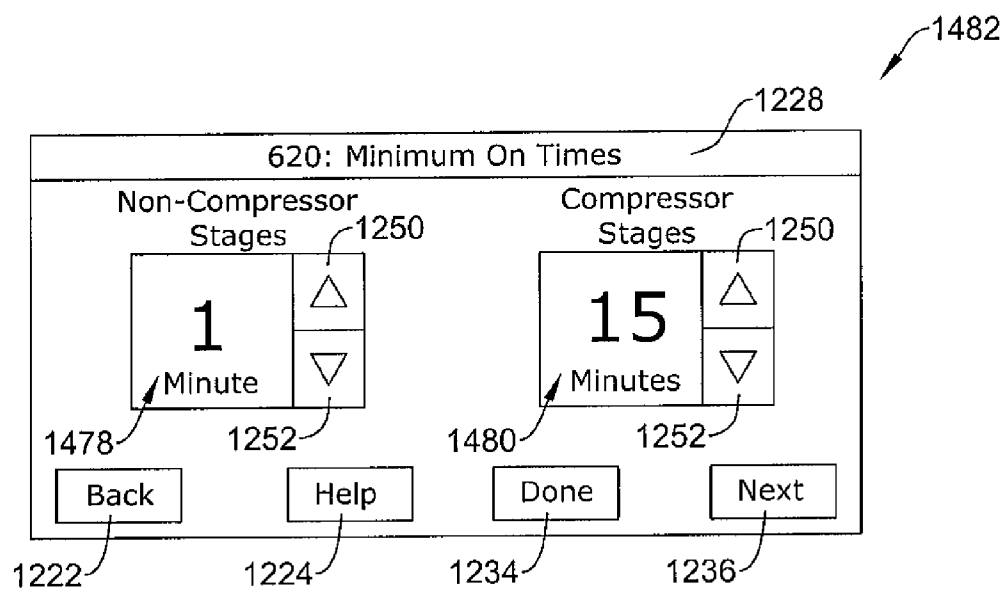 1482
1228
620: Minimum On Times
Non-Compressor
Stages
1250
1
Minute
1478
1252
Compressor
Stages
1250
15
Minutes
1480
1252
Back
Help
Done
Next
1222
1224
1234
1236